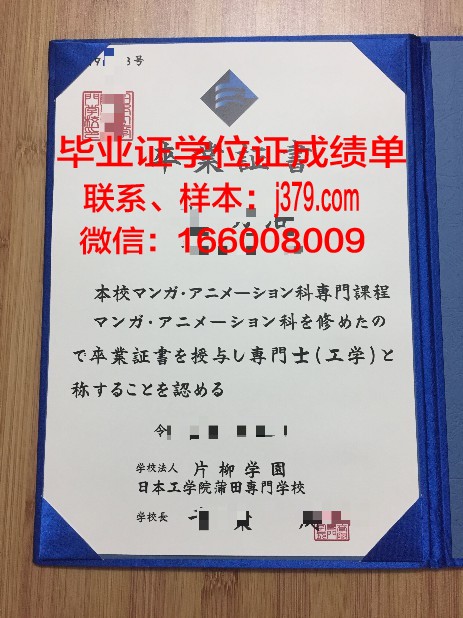 号
毕业证学位证成绩单
卒業証書
联系、样本：j379.com
微信：166008009
本校マンガ・アニメーション科専門課程
マンガ・アニメーション科を修めたの
で卒業証書を授与し専門士(工学)と
称することを認める
令
学校法人 片柳学園
日本工学院蒲田専門学校
学校長